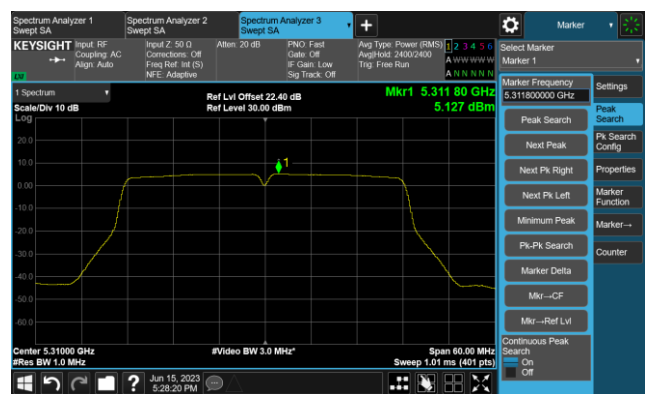 Spectrum Analyzer 1
Swept SA
Spectrum Analyzer 2
Swept SA
Spectrum Analyzer 3
Swept SA
+
Marker
KEYSIGHT
Input: RF
Coupling: AC
Align: Auto
Input Z: 50 Ω
Corrections: Off
Freq Ref: Int (S)
NFE: Adaptive
Atten: 20 dB
PNO: Fast
Gate: Off
IF Gain: Low
Sig Track: Off
Avg Type: Power (RMS)
Avg|Hold: 2400/2400
Trig: Free Run
1 2 3 4 5 6
A W W W W W
A N N N N N
Select Marker
Marker 1
LXI
1 Spectrum
Scale/Div 10 dB
Log
Ref Lvl Offset 22.40 dB
Ref Level 30.00 dBm
Mkr1 5.311 80 GHz
5.127 dBm
20.0
10.0
0.00
-10.0
-20.0
-30.0
-40.0
-50.0
-60.0
1
Center 5.31000 GHz
#Res BW 1.0 MHz
#Video BW 3.0 MHz*
Span 60.00 MHz
Sweep 1.01 ms (401 pts)
Marker Frequency
5.311800000 GHz
Peak Search
Next Peak
Next Pk Right
Next Pk Left
Minimum Peak
Pk-Pk Search
Marker Delta
Mkr→CF
Mkr→Ref Lvl
Continuous Peak
Search
On
Off
Settings
Peak
Search
Pk Search
Config
Properties
Marker
Function
Marker→
Counter
?
Jun 15, 2023
5:28:20 PM